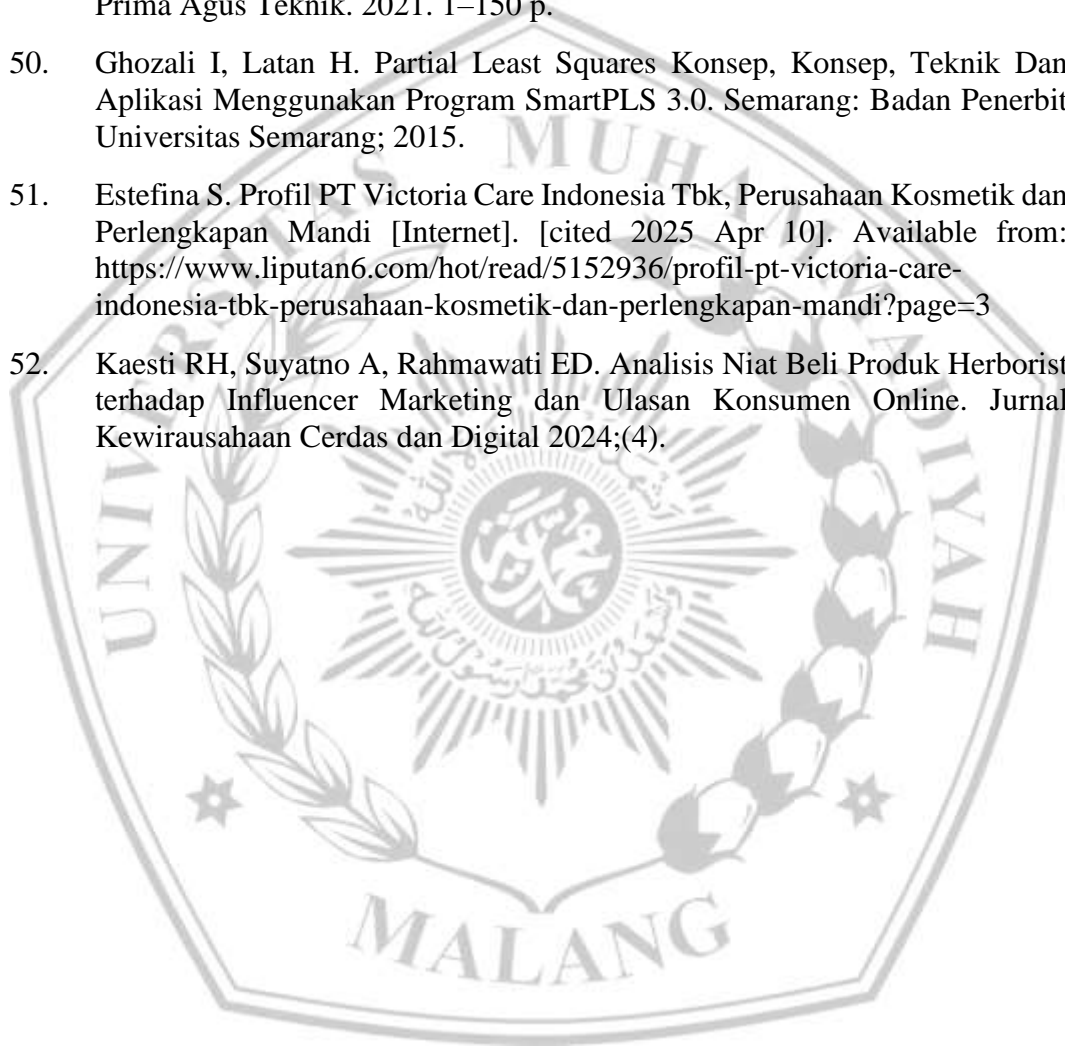 Prima Agus Teknik. 2021. 1–150 p.
50. Ghozali I, Latan H. Partial Least Squares Konsep, Konsep, Teknik Dan
Aplikasi Menggunakan Program SmartPLS 3.0. Semarang: Badan Penerbit
Universitas Semarang; 2015.
51. Estefina S. Profil PT Victoria Care Indonesia Tbk, Perusahaan Kosmetik dan
Perlengkapan Mandi [Internet]. [cited 2025 Apr 10]. Available from:
https://www.liputan6.com/hot/read/5152936/profil-pt-victoria-care-
indonesia-tbk-perusahaan-kosmetik-dan-perlengkapan-mandi?page=3
52. Kaesti RH, Suyatno A, Rahmawati ED. Analisis Niat Beli Produk Herborist
terhadap Influencer Marketing dan Ulasan Konsumen Online. Jurnal
Kewirausahaan Cerdas dan Digital 2024;(4).
UNIVERSITAS MUHAMMADIYAH
MALANG